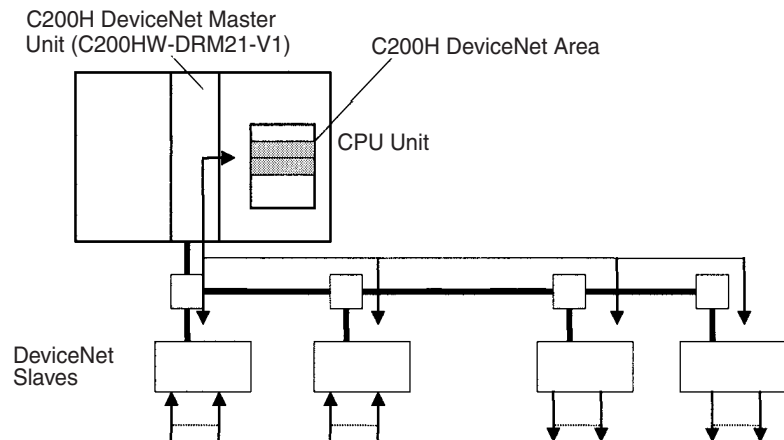 C200H DeviceNet Master
Unit (C200HW-DRM21-V1)
C200H DeviceNet Area
CPU Unit
DeviceNet
Slaves